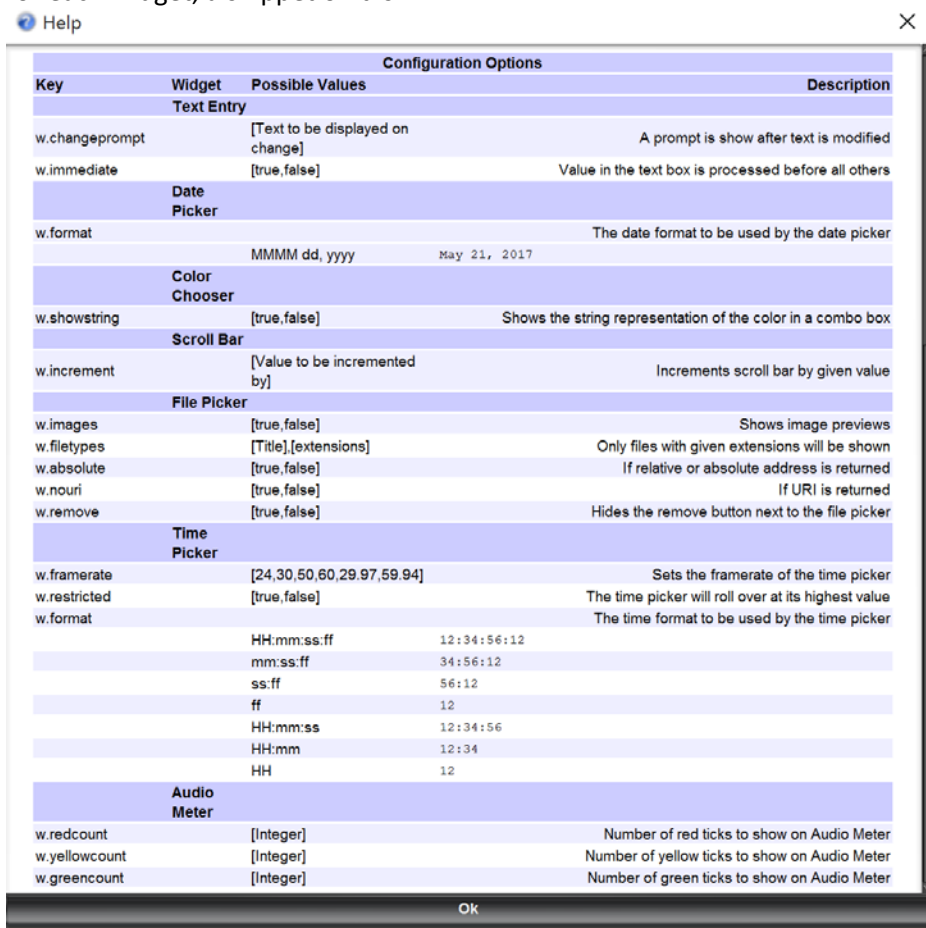 Help
Configuration Options
Key Widget Possible Values Description
Text Entry
w.changeprompt [Text to be displayed on change] A prompt is show after text is modified
w.immediate [true,false] Value in the text box is processed before all others
Date Picker
w.format The date format to be used by the date picker
MMMM dd, yyyy May 21, 2017
Color Chooser
w.showstring [true,false] Shows the string representation of the color in a combo box
Scroll Bar
w.increment [Value to be incremented by] Increments scroll bar by given value
File Picker
w.images [true,false] Shows image previews
w.filetypes [Title],[extensions] Only files with given extensions will be shown
w.absolute [true,false] If relative or absolute address is returned
w.nouri [true,false] If URI is returned
w.remove [true,false] Hides the remove button next to the file picker
Time Picker
w.framerate [24,30,50,60,29.97,59.94] Sets the framerate of the time picker
w.restricted [true,false] The time picker will roll over at its highest value
w.format The time format to be used by the time picker
HH:mm:ss:ff 12:34:56:12
mm:ss:ff 34:56:12
ss:ff 56:12
ff 12
HH:mm:ss 12:34:56
HH:mm 12:34
HH 12
Audio Meter
w.redcount [Integer] Number of red ticks to show on Audio Meter
w.yellowcount [Integer] Number of yellow ticks to show on Audio Meter
w.greencount [Integer] Number of green ticks to show on Audio Meter
Ok